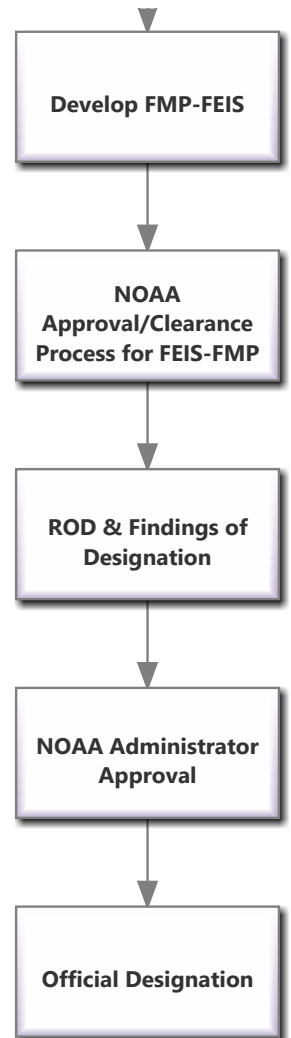 Develop FMP-FEIS
NOAA
Approval/Clearance
Process for FEIS-FMP
ROD & Findings of
Designation
NOAA Administrator
Approval
Official Designation